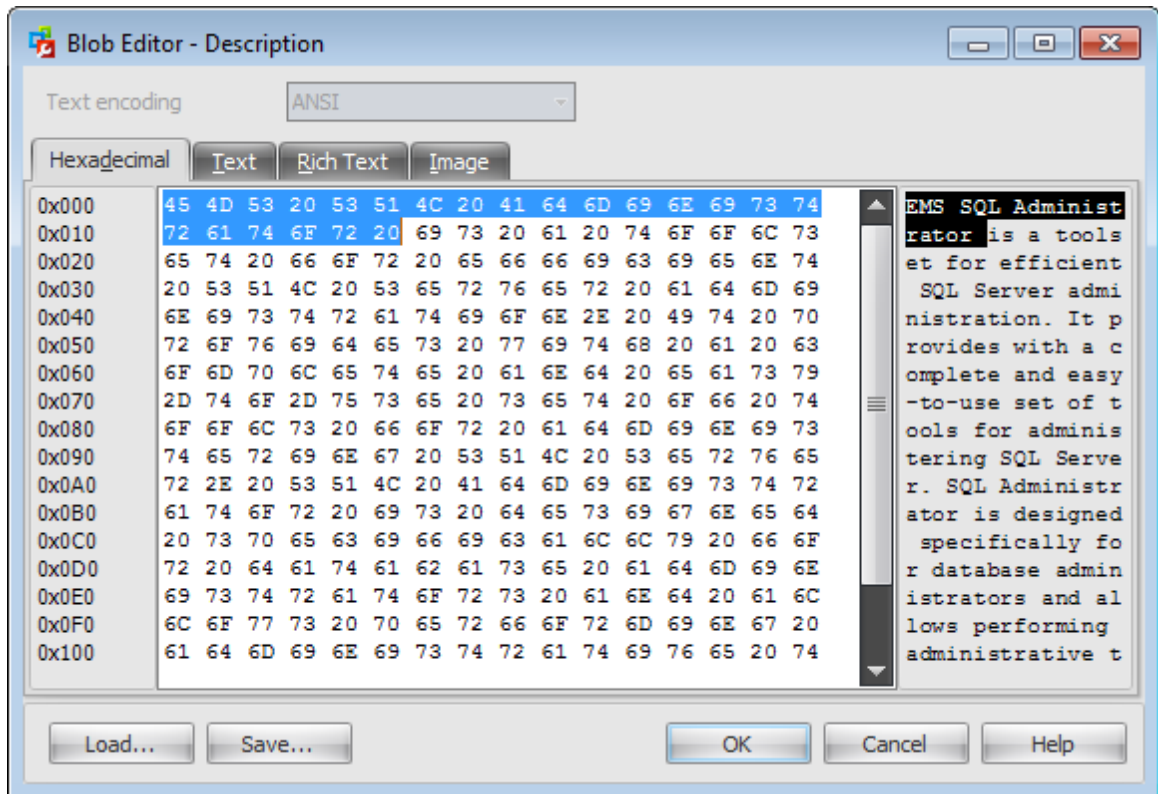 Blob Editor - Description
Text encoding ANSI
Hexadecimal Text Rich Text Image
0x000 45 4D 53 20 53 51 4C 20 41 64 6D 69 6E 69 73 74 EMS SQL Administ
0x010 72 61 74 6F 72 20 69 73 20 61 20 74 6F 6F 6C 73 rator is a tools
0x020 65 74 20 66 6F 72 20 65 66 66 69 63 69 65 6E 74 et for efficient
0x030 20 53 51 4C 20 53 65 72 76 65 72 20 61 64 6D 69 SQL Server admi
0x040 6E 69 73 74 72 61 74 69 6F 6E 2E 20 49 74 20 70 nistration. It p
0x050 72 6F 76 69 64 65 73 20 77 69 74 68 20 61 20 63 rovides with a c
0x060 6F 6D 70 6C 65 74 65 20 61 6E 64 20 65 61 73 79 omplete and easy
0x070 2D 74 6F 2D 75 73 65 20 73 65 74 20 6F 66 20 74 -to-use set of t
0x080 6F 6F 6C 73 20 66 6F 72 20 61 64 6D 69 6E 69 73 ools for adminis
0x090 74 65 72 69 6E 67 20 53 51 4C 20 53 65 72 76 65 tering SQL Serve
0x0A0 72 2E 20 53 51 4C 20 41 64 6D 69 6E 69 73 74 72 r. SQL Administr
0x0B0 61 74 6F 72 20 69 73 20 64 65 73 69 67 6E 65 64 ator is designed
0x0C0 20 73 70 65 63 69 66 69 63 61 6C 6C 79 20 66 6F specifically fo
0x0D0 72 20 64 61 74 61 62 61 73 65 20 61 64 6D 69 6E r database admin
0x0E0 69 73 74 72 61 74 6F 72 73 20 61 6E 64 20 61 6C istrators and al
0x0F0 6C 6F 77 73 20 70 65 72 66 6F 72 6D 69 6E 67 20 lows performing
0x100 61 64 6D 69 6E 69 73 74 72 61 74 69 76 65 20 74 administrative t
Load... Save... OK Cancel Help